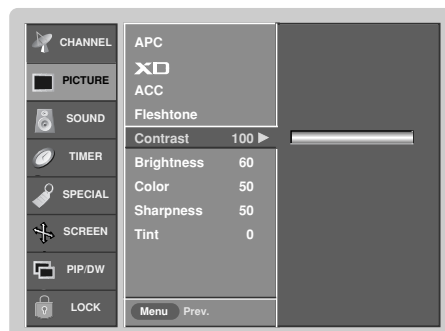 CHANNEL
PICTURE
SOUND
TIMER
SPECIAL
SCREEN
PIP/DW
LOCK
APC
XD
ACC
Fleshtone
Contrast 100 ▶
Brightness 60
Color 50
Sharpness 50
Tint 0
Menu Prev.